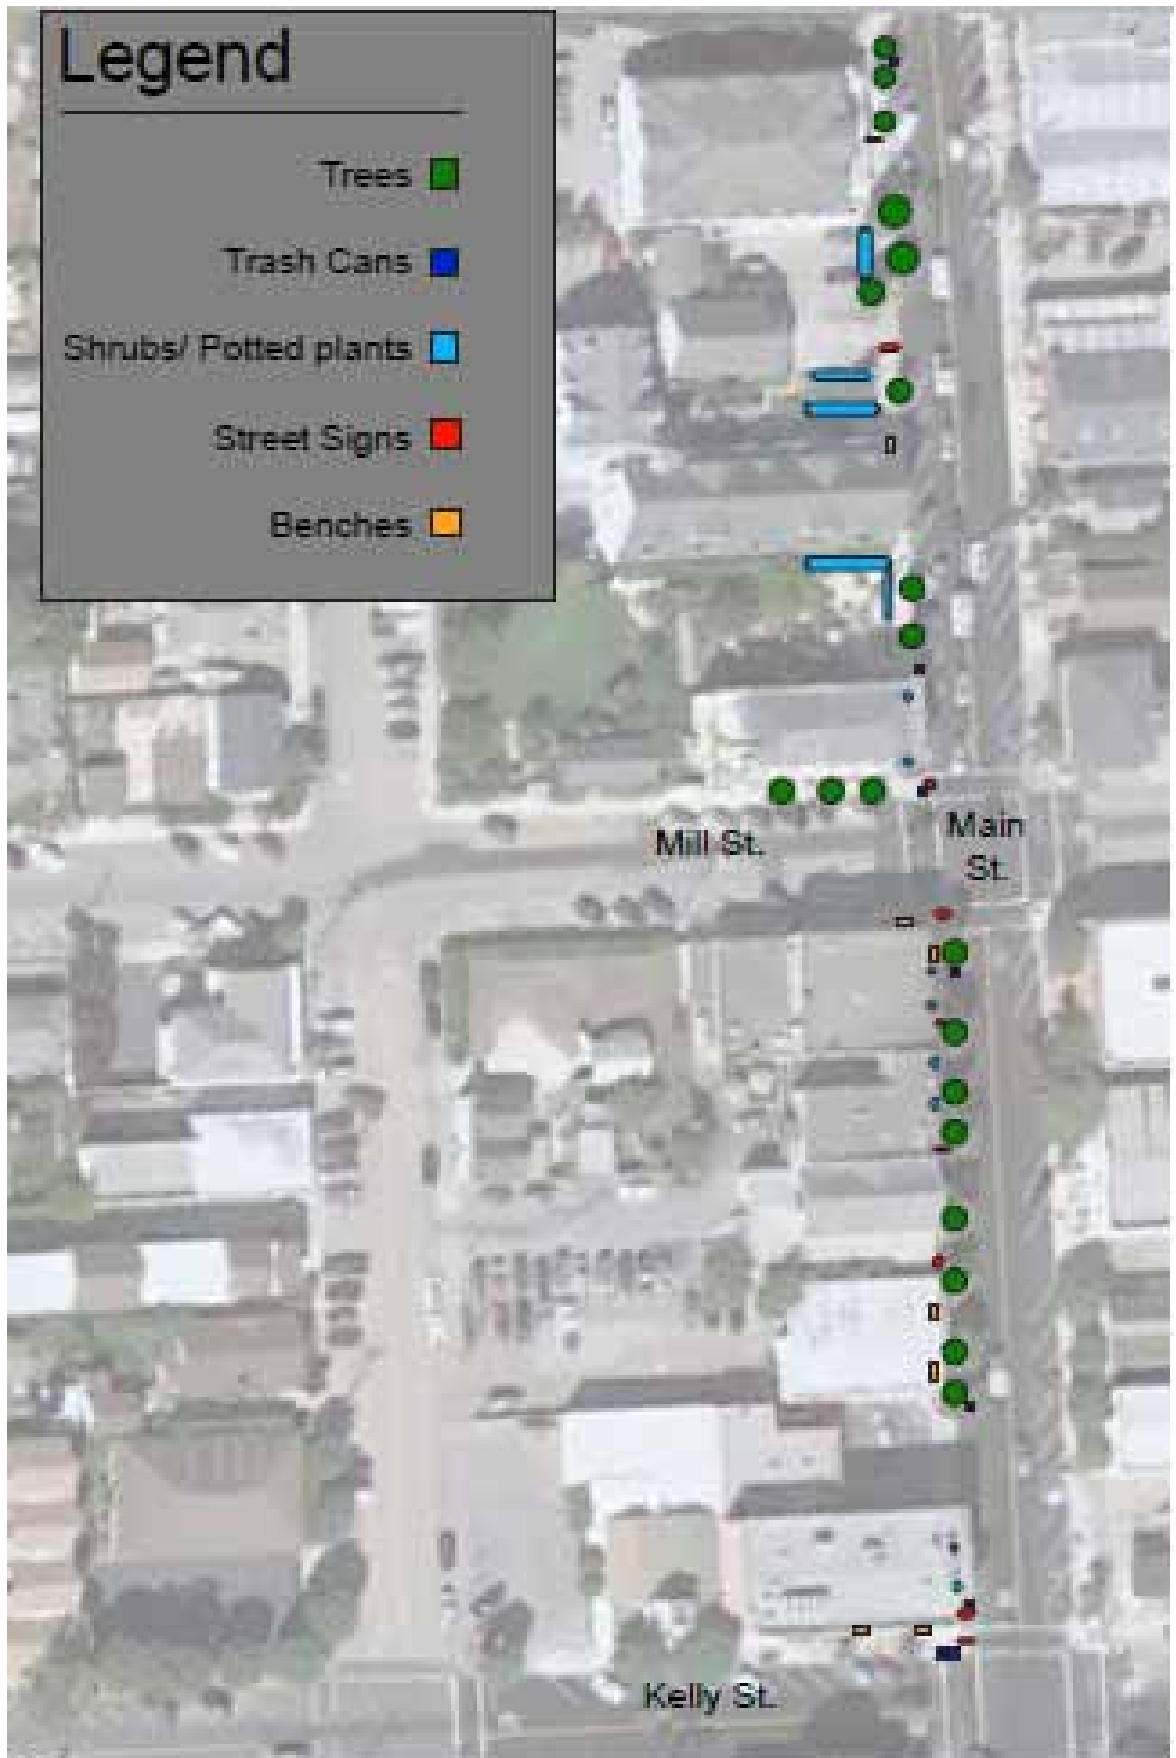 Legend
Trees
Trash Cans
Shrubs/ Potted plants
Street Signs
Benches
Mill St.
Main
St.
Kelly St.